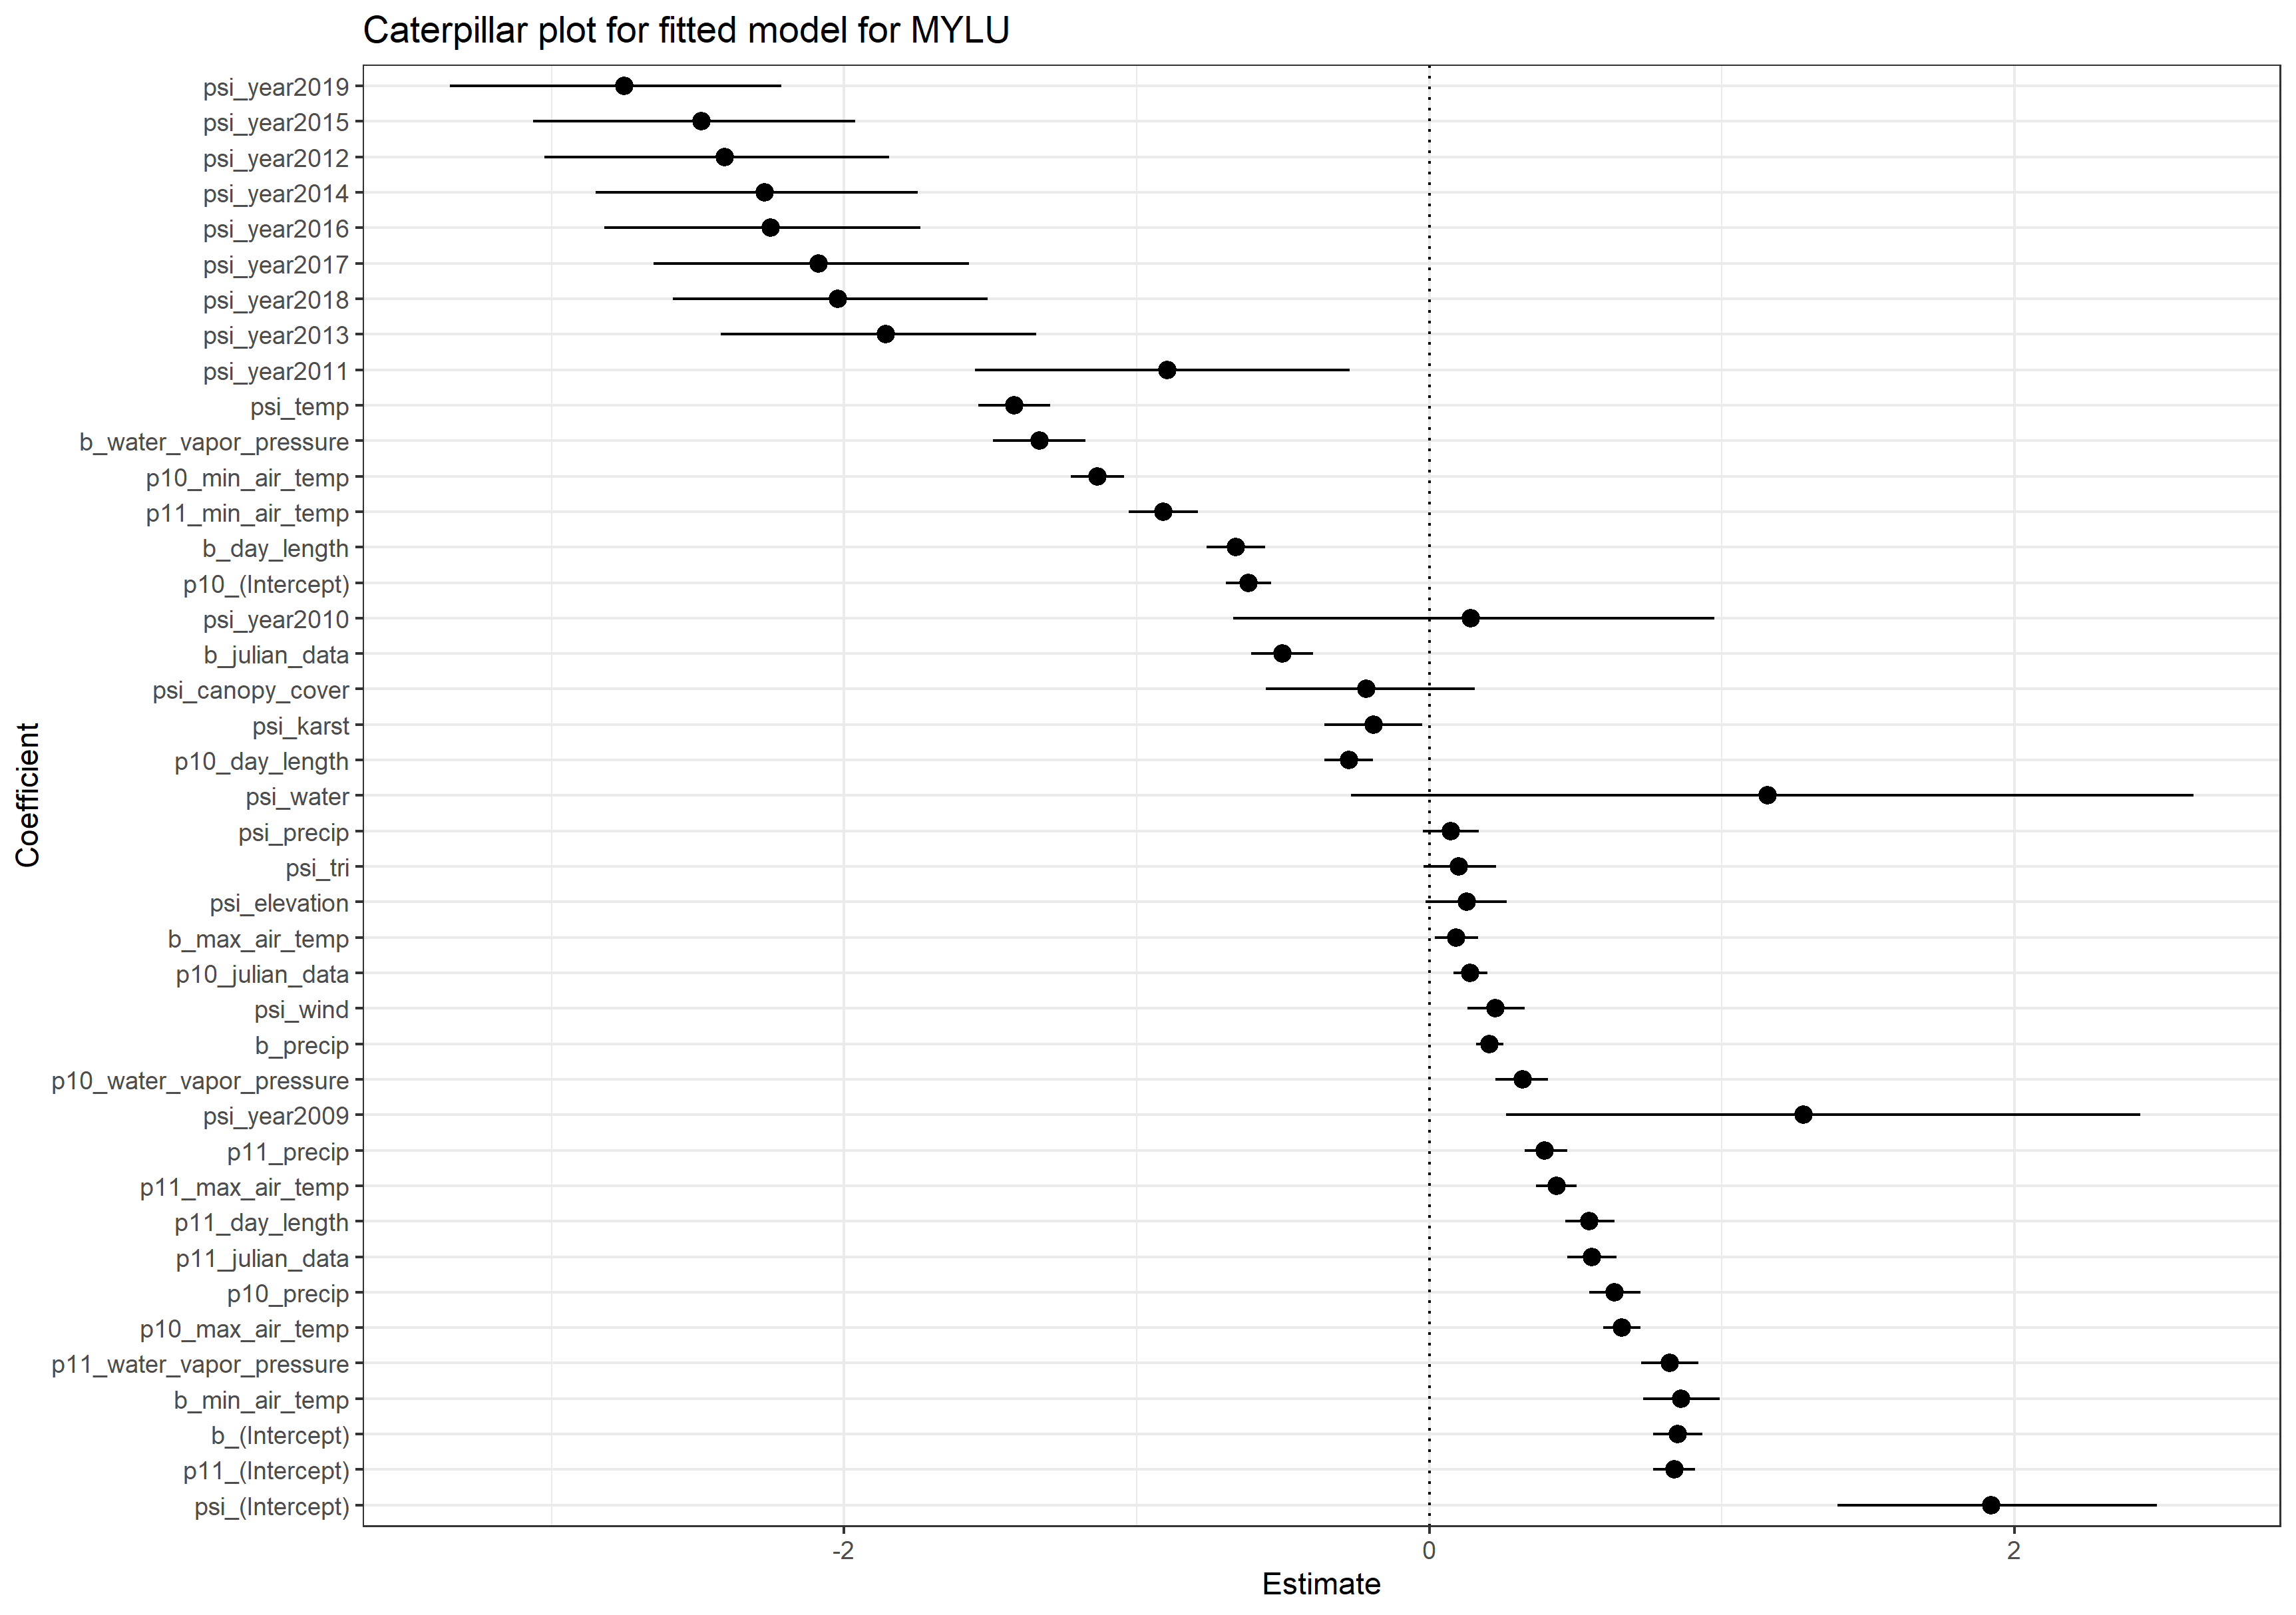 Caterpillar plot for fitted model for MYLU
psi_year2019
psi_year2015
psi_year2012
psi_year2014
psi_year2016
psi_year2017
psi_year2018
psi_year2013
psi_year2011
psi_temp
b_water_vapor_pressure
p10_min_air_temp
p11_min_air_temp
b_day_length
p10_(Intercept)
psi_year2010
b_julian_data
psi_canopy_cover
psi_karst
p10_day_length
psi_water
psi_precip
psi_tri
psi_elevation
b_max_air_temp
p10_julian_data
psi_wind
b_precip
p10_water_vapor_pressure
psi_year2009
p11_precip
p11_max_air_temp
p11_day_length
p11_julian_data
p10_precip
p10_max_air_temp
p11_water_vapor_pressure
b_min_air_temp
b_(Intercept)
p11_(Intercept)
psi_(Intercept)
Coefficient
-2 0 2
Estimate